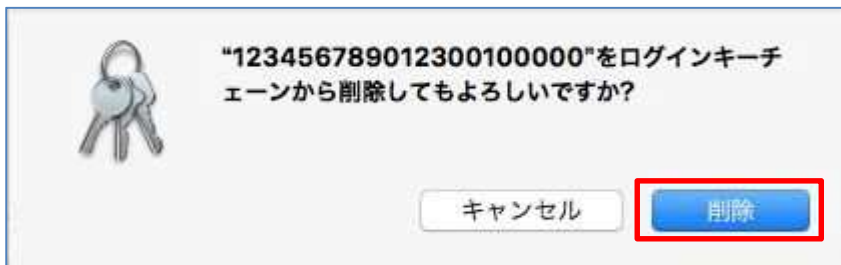 “123456789012300100000”をログインキーチ
ェーンから削除してもよろしいですか?
キャンセル
削除